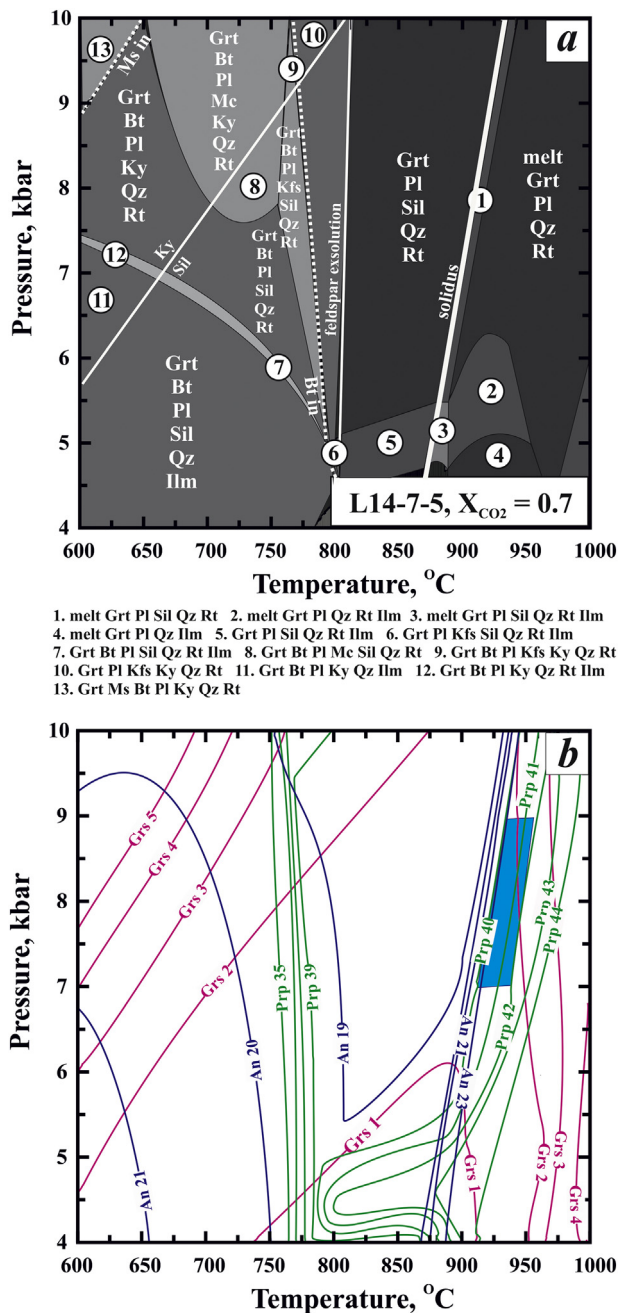 a
Pressure, kbar
10
9
8
7
6
5
4
13
Ms in
Grt
Bt
Pl
Mc
Ky
Qz
Rt
10
9
Grt
Bt
Pl
Ky
Qz
Rt
Grt
Bt
Pl
Kfs
Sil
Qz
Rt
8
Grt
Pl
Sil
Qz
Rt
melt
Grt
Pl
Qz
Rt
1
12
Ky
Sil
Grt
Bt
Pl
Sil
Qz
Rt
feldspar exsolution
solidus
11
7
Bt in
Grt
Bt
Pl
Sil
Qz
Ilm
2
3
5
6
4
L14-7-5, XCO2 = 0.7
600 650 700 750 800 850 900 950 1000
Temperature, °C
1. melt Grt Pl Sil Qz Rt 2. melt Grt Pl Qz Rt Ilm 3. melt Grt Pl Sil Qz Rt Ilm
4. melt Grt Pl Qz Ilm 5. Grt Pl Sil Qz Rt Ilm 6. Grt Pl Kfs Sil Qz Rt Ilm
7. Grt Bt Pl Sil Qz Rt Ilm 8. Grt Bt Pl Mc Sil Qz Rt 9. Grt Bt Pl Kfs Ky Qz Rt
10. Grt Pl Kfs Ky Qz Rt 11. Grt Bt Pl Ky Qz Ilm 12. Grt Bt Pl Ky Qz Rt Ilm
13. Grt Ms Bt Pl Ky Qz Rt
b
Pressure, kbar
10
9
8
7
6
5
4
Grs 5
Grs 4
Grs 3
Grs 2
An 21
An 20
Prp 35
Prp 39
An 19
Grs 1
Prp 40
Prp 41
Prp 43
Prp 44
Prp 42
An 21
An 23
Grs 1
Grs 2
Grs 3
Grs 4
600 650 700 750 800 850 900 950 1000
Temperature, °C